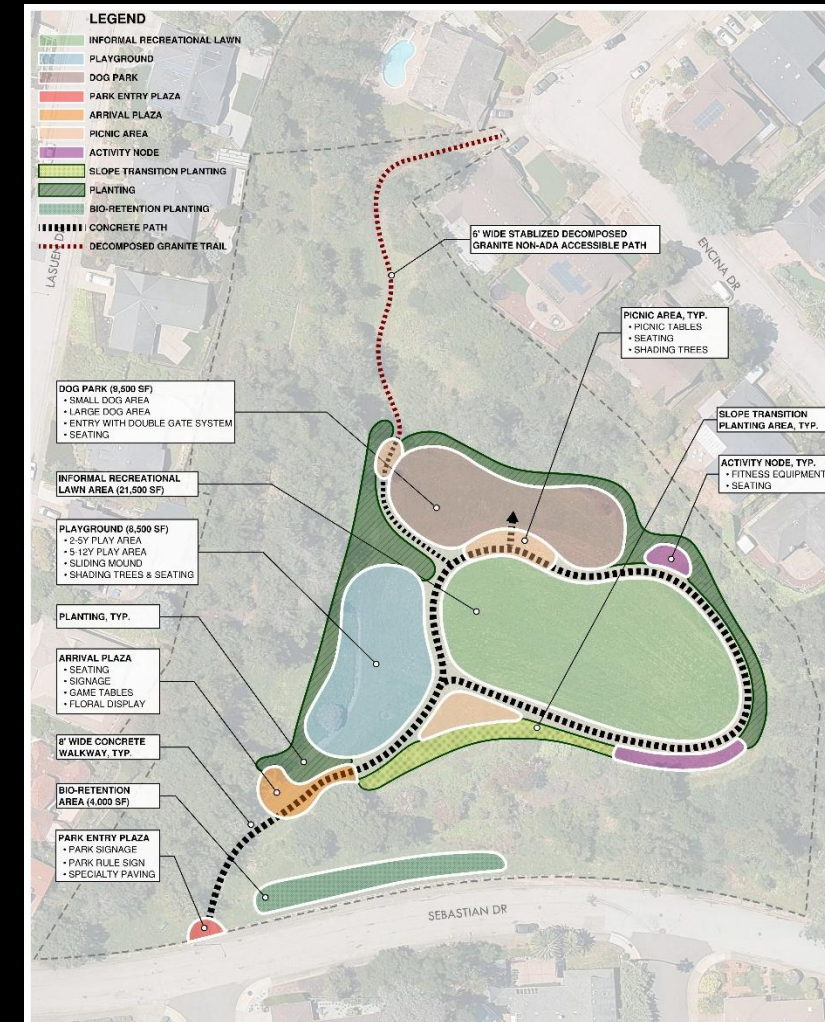 LEGEND
INFORMAL RECREATIONAL LAWN
PLAYGROUND
DOG PARK
PARK ENTRY PLAZA
ARRIVAL PLAZA
PICNIC AREA
ACTIVITY NODE
SLOPE TRANSITION PLANTING
PLANTING
BIO-RETENTION PLANTING
CONCRETE PATH
DECOMPOSED GRANITE TRAIL
LASUEN DR
6' WIDE STABLIZED DECOMPOSED
GRANITE NON-ADA ACCESSIBLE PATH
ENCINA DR
PICNIC AREA, TYP.
• PICNIC TABLES
• SEATING
• SHADING TREES
DOG PARK (9,500 SF)
• SMALL DOG AREA
• LARGE DOG AREA
• ENTRY WITH DOUBLE GATE SYSTEM
• SEATING
SLOPE TRANSITION
PLANTING AREA, TYP.
ACTIVITY NODE, TYP.
• FITNESS EQUIPMENT
• SEATING
INFORMAL RECREATIONAL
LAWN AREA (21,500 SF)
PLAYGROUND (8,500 SF)
• 2-5Y PLAY AREA
• 5-12Y PLAY AREA
• SLIDING MOUND
• SHADING TREES & SEATING
PLANTING, TYP.
ARRIVAL PLAZA
• SEATING
• SIGNAGE
• GAME TABLES
• FLORAL DISPLAY
8' WIDE CONCRETE
WALKWAY, TYP.
BIO-RETENTION
AREA (4,000 SF)
PARK ENTRY PLAZA
• PARK SIGNAGE
• PARK RULE SIGN
• SPECIALTY PAVING
SEBASTIAN DR